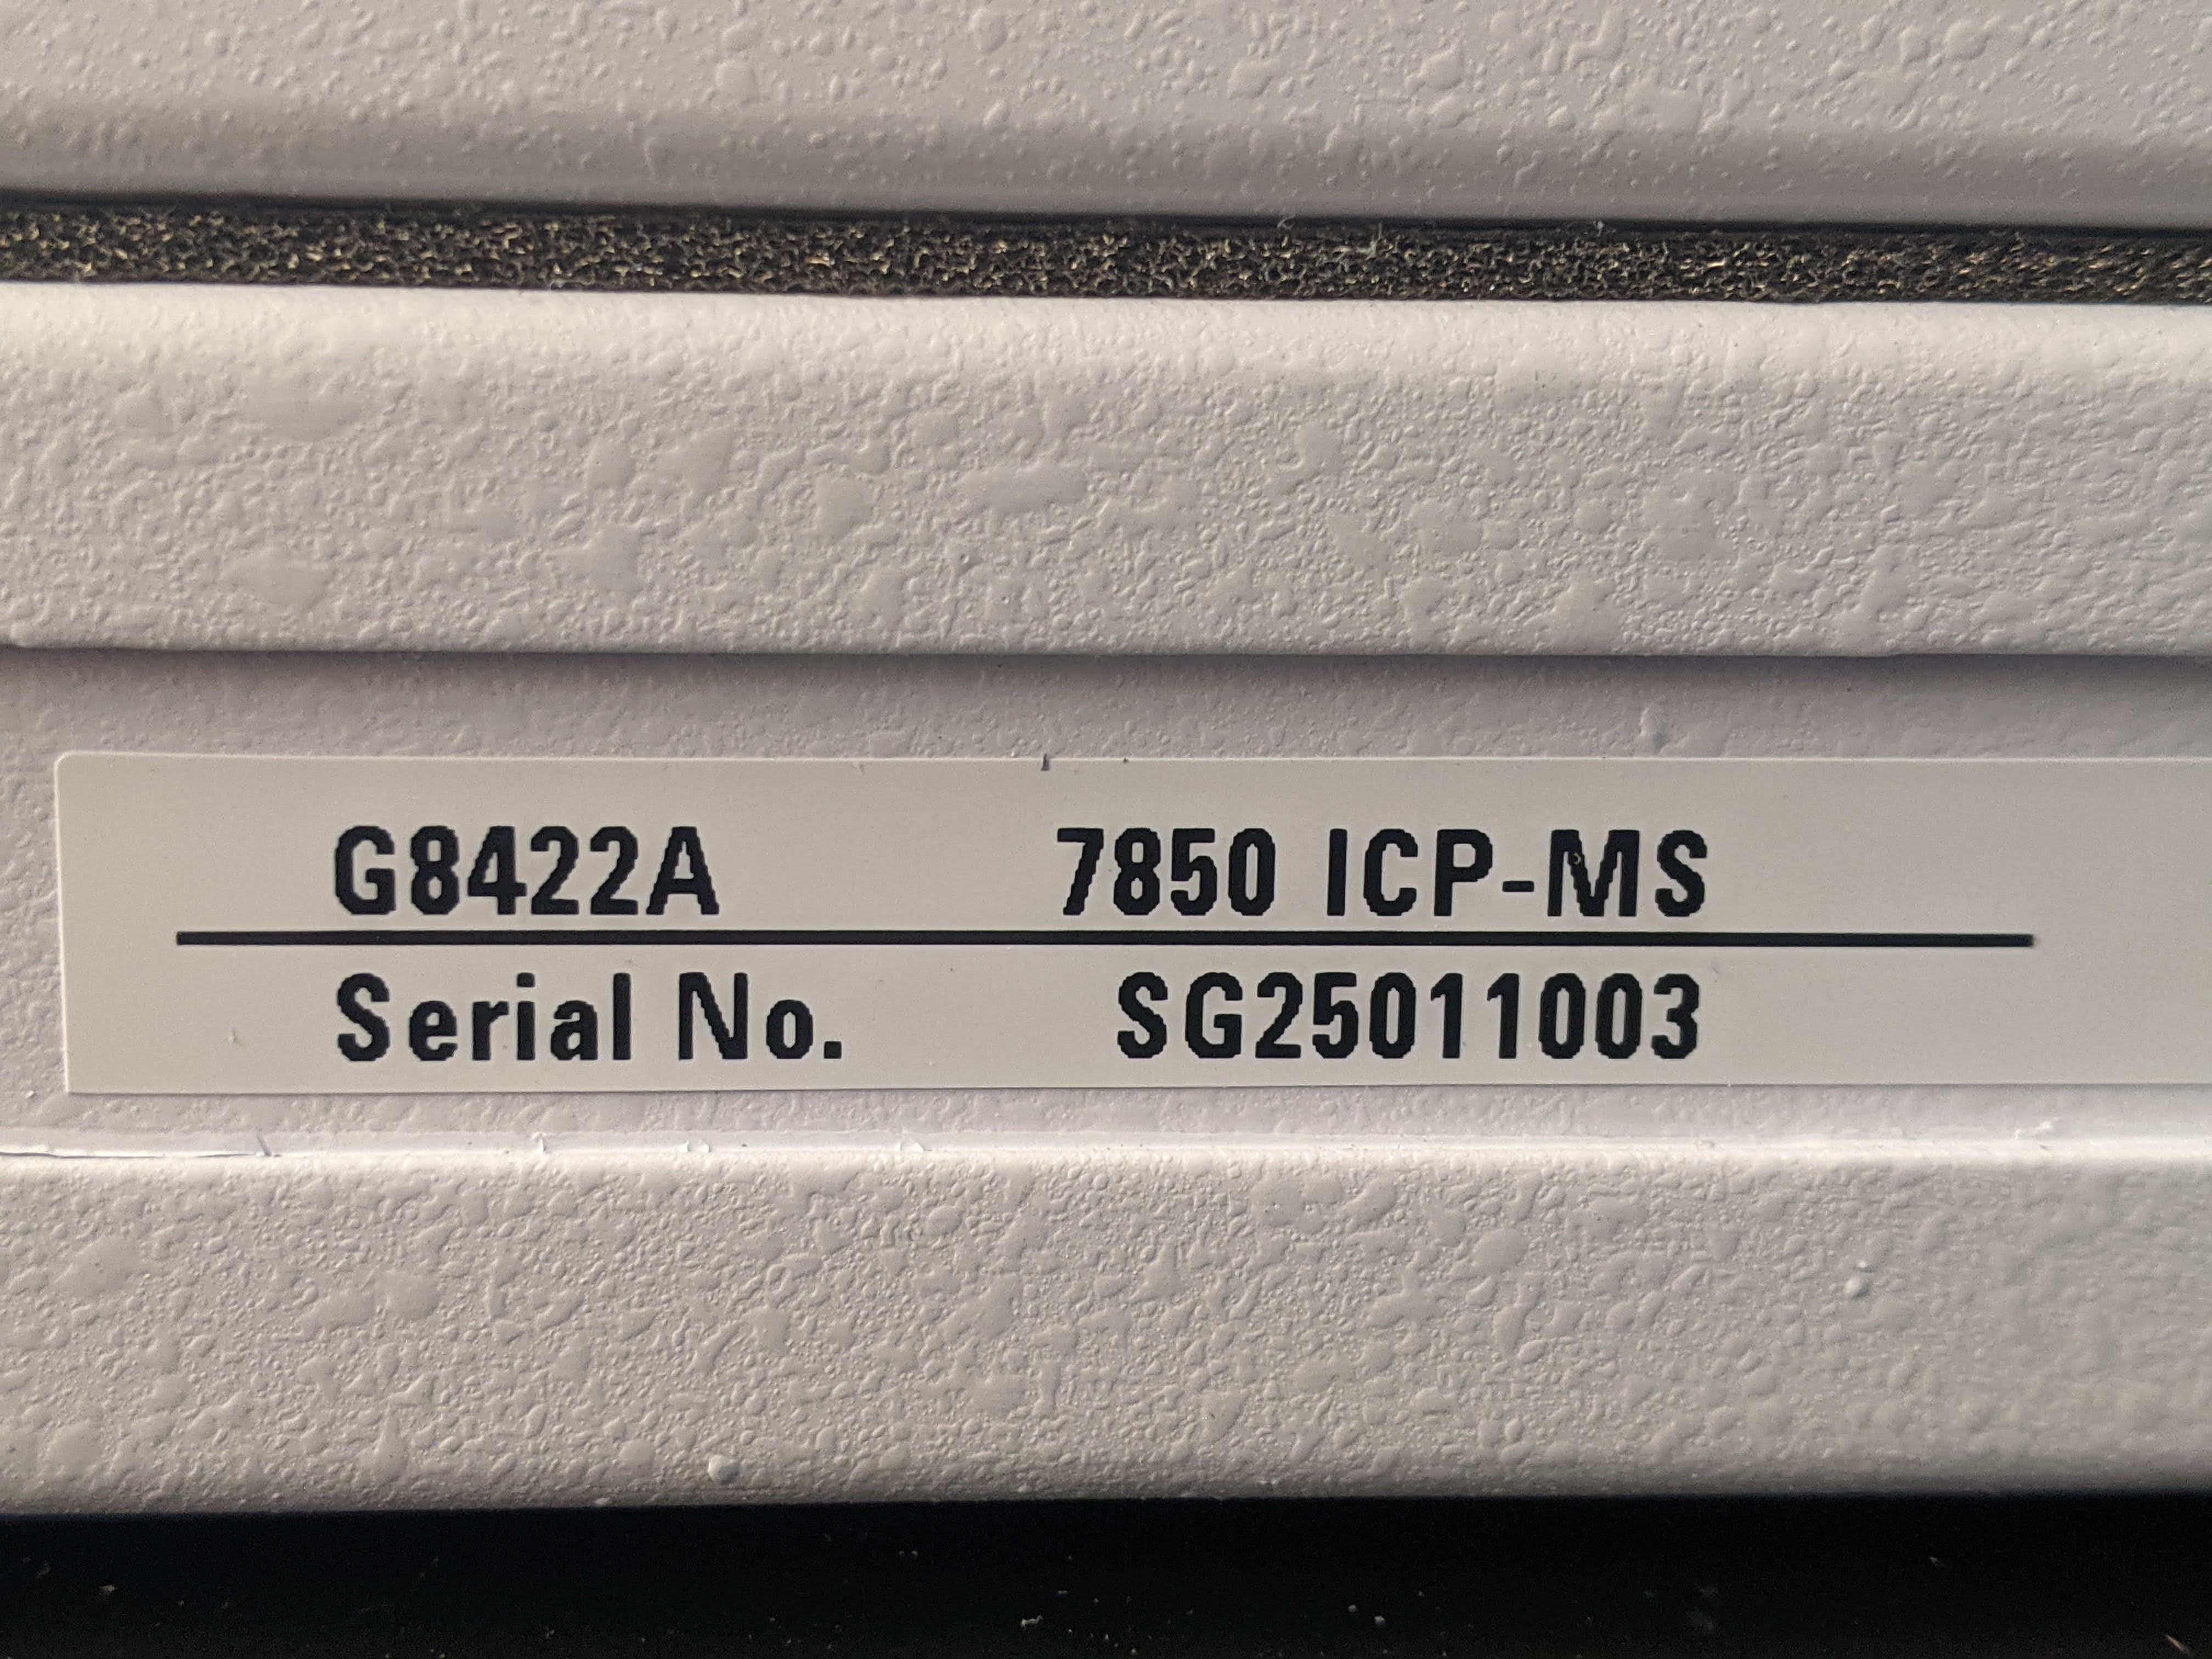 G8422A 7850 ICP-MS
Serial No. SG25011003